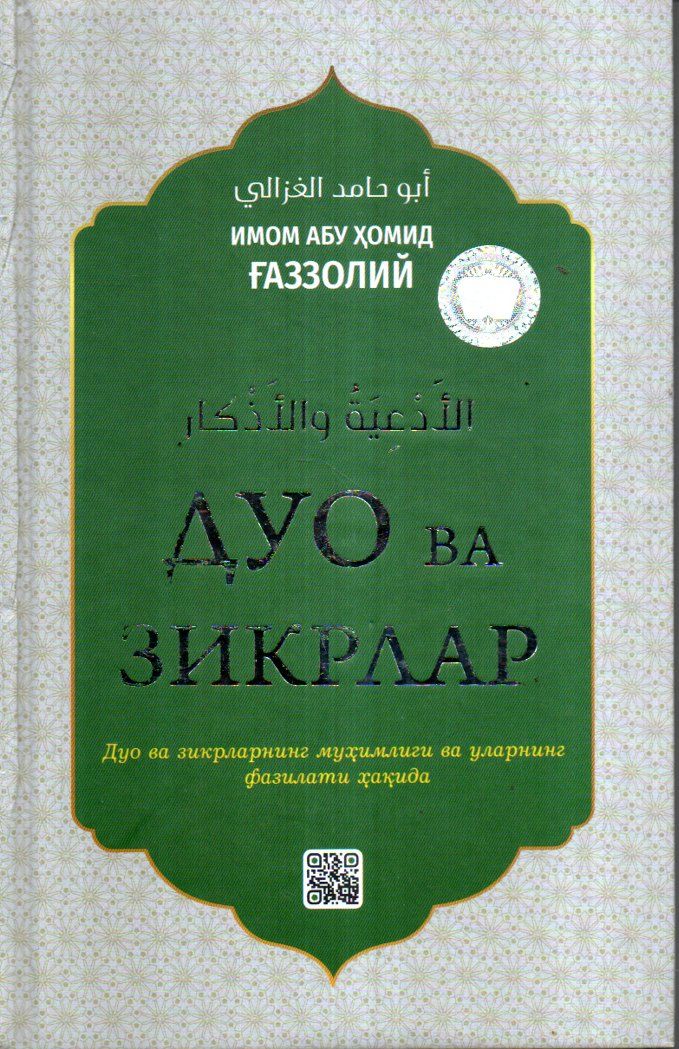 أبو حامد الغزالي
ИМОМ АБУ ҲОМИД
ҒАЗЗОЛИЙ
الأَدْعِيَةُ والأَذْكار
ДУО ВА
ЗИКРЛАР
Дуо ва зикрларнинг муҳимлиги ва уларнинг
фазилати ҳақида